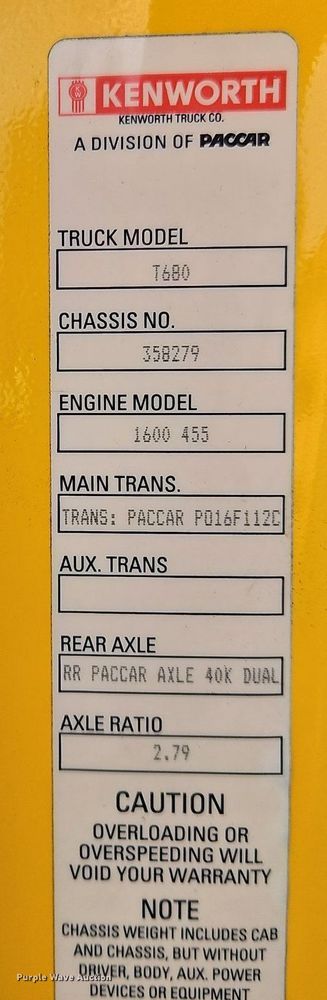 KENWORTH
KENWORTH TRUCK CO.
A DIVISION OF PACCAR
TRUCK MODEL
T680
CHASSIS NO.
358279
ENGINE MODEL
1600 455
MAIN TRANS.
TRANS: PACCAR PO16F112C
AUX. TRANS
REAR AXLE
RR PACCAR AXLE 40K DUAL
AXLE RATIO
2.79
CAUTION
OVERLOADING OR
OVERSPEEDING WILL
VOID YOUR WARRANTY
NOTE
CHASSIS WEIGHT INCLUDES CAB
AND CHASSIS, BUT WITHOUT
DRIVER, BODY, AUX. POWER
DEVICES OR EQUIPMENT
Purple Wave Auction